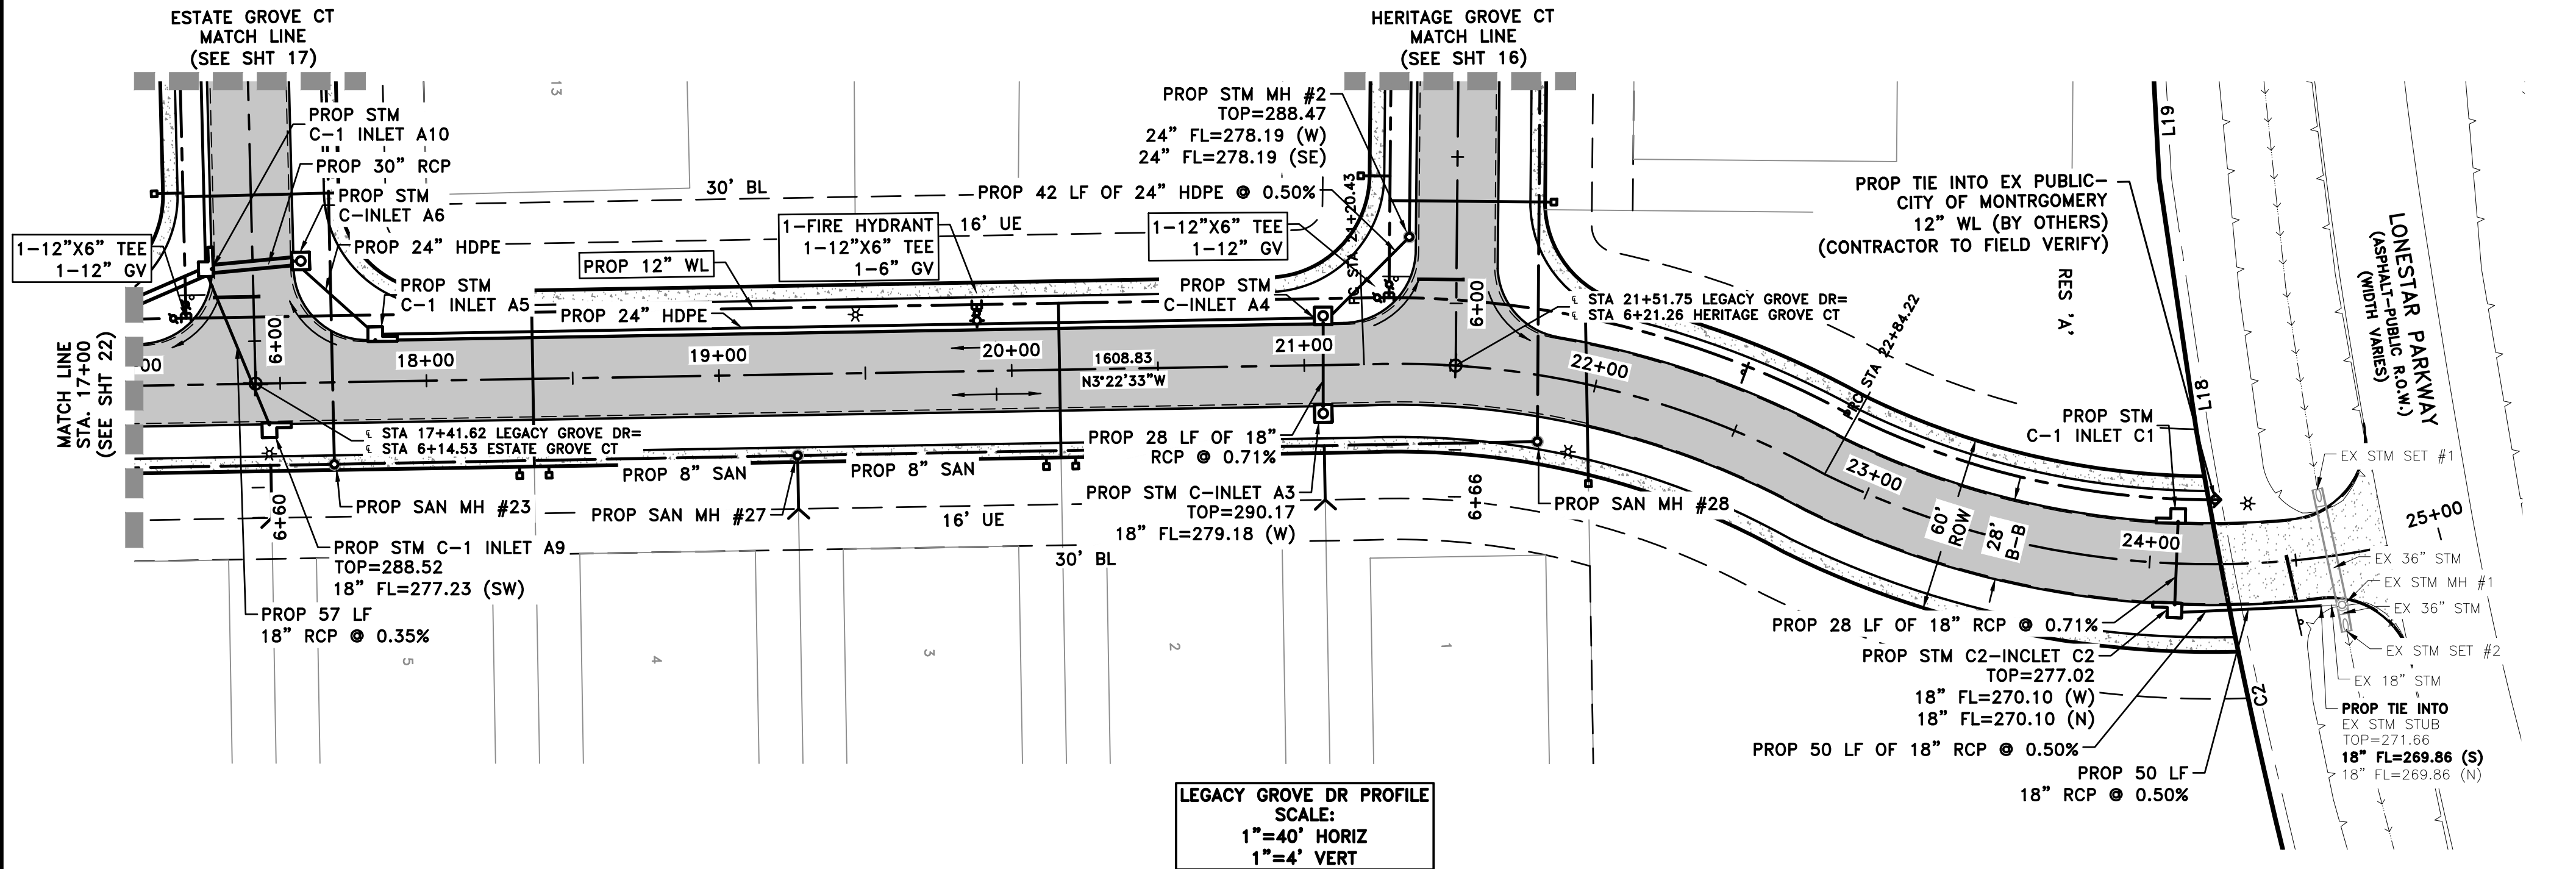 ESTATE GROVE CT
MATCH LINE
(SEE SHT 17)
HERITAGE GROVE CT
MATCH LINE
(SEE SHT 16)
13
PROP STM
C-1 INLET A10
PROP 30" RCP
PROP STM
C-INLET A6
PROP 24" HDPE
1-12"X6" TEE
1-12" GV
PROP STM
C-1 INLET A5
30' BL
16' UE
PROP 12" WL
PROP 24" HDPE
1-FIRE HYDRANT
1-12"X6" TEE
1-6" GV
PROP STM MH #2
TOP=288.47
24" FL=278.19 (W)
24" FL=278.19 (SE)
PROP 42 LF OF 24" HDPE @ 0.50%
1-12"X6" TEE
1-12" GV
PROP STM
C-INLET A4
PC STA 21+20.43
6+00
℄ STA 21+51.75 LEGACY GROVE DR=
℄ STA 6+21.26 HERITAGE GROVE CT
PROP TIE INTO EX PUBLIC-
CITY OF MONTRGOMERY
12" WL (BY OTHERS)
(CONTRACTOR TO FIELD VERIFY)
RES 'A'
L19
L18
LONESTAR PARKWAY
(ASPHALT-PUBLIC R.O.W.)
(WIDTH VARIES)
MATCH LINE
STA. 17+00
(SEE SHT 22)
00
6+00
18+00
19+00
20+00
1608.83
N3°22'33"W
21+00
22+00
PRC STA 22+84.22
23+00
24+00
25+00
60'
ROW
28'
B-B
PROP STM
C-1 INLET C1
EX STM SET #1
EX 36" STM
EX STM MH #1
EX 36" STM
EX STM SET #2
EX 18" STM
℄ STA 17+41.62 LEGACY GROVE DR=
℄ STA 6+14.53 ESTATE GROVE CT
PROP 8" SAN
PROP 8" SAN
PROP SAN MH #23
PROP SAN MH #27
16' UE
30' BL
6+60
PROP STM C-1 INLET A9
TOP=288.52
18" FL=277.23 (SW)
PROP 57 LF
18" RCP @ 0.35%
PROP 28 LF OF 18"
RCP @ 0.71%
PROP STM C-INLET A3
TOP=290.17
18" FL=279.18 (W)
6+66
PROP SAN MH #28
5
4
3
2
1
PROP 28 LF OF 18" RCP @ 0.71%
PROP STM C2-INCLET C2
TOP=277.02
18" FL=270.10 (W)
18" FL=270.10 (N)
PROP 50 LF OF 18" RCP @ 0.50%
PROP 50 LF
18" RCP @ 0.50%
C2
PROP TIE INTO
EX STM STUB
TOP=271.66
18" FL=269.86 (S)
18" FL=269.86 (N)
LEGACY GROVE DR PROFILE
SCALE:
1"=40' HORIZ
1"=4' VERT